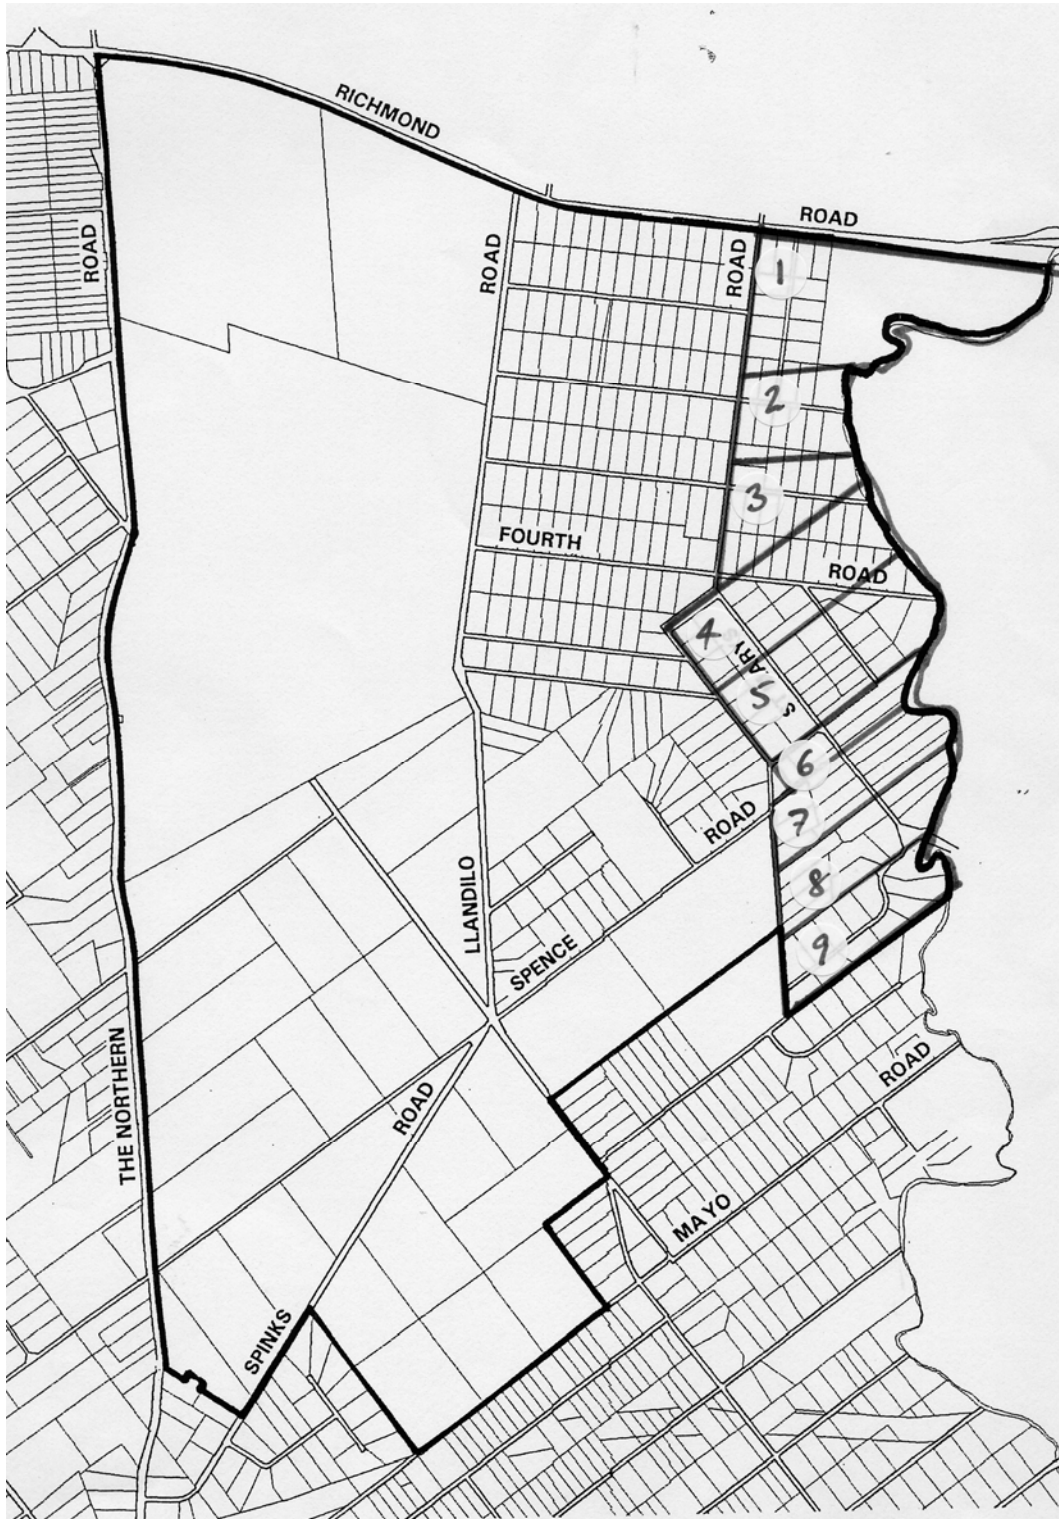 RICHMOND
ROAD
ROAD
ROAD
ROAD
1
2
3
FOURTH
ROAD
4
5
6
7
ROAD
8
LLANDILO
SPENCE
9
THE NORTHERN
ROAD
ROAD
MAYO
SPINKS